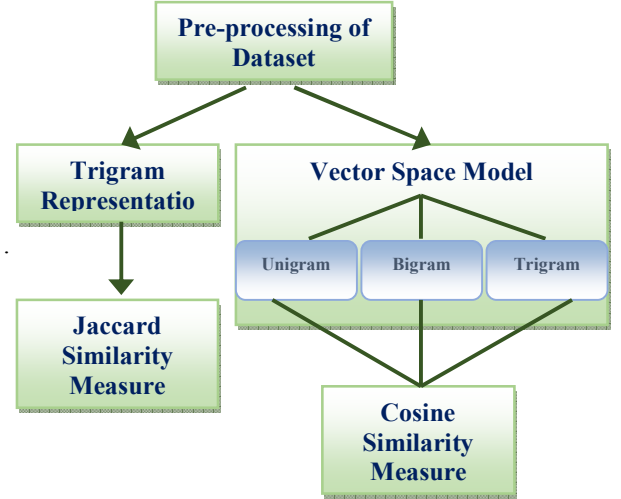 Pre-processing of
Dataset
Trigram
Representatio
Vector Space Model
Unigram
Bigram
Trigram
.
Jaccard
Similarity
Measure
Cosine
Similarity
Measure